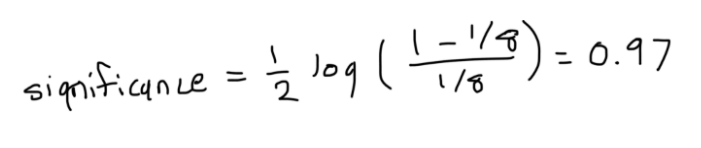 significance = 1/2 log ( (1 - 1/8) / (1/8) ) = 0.97